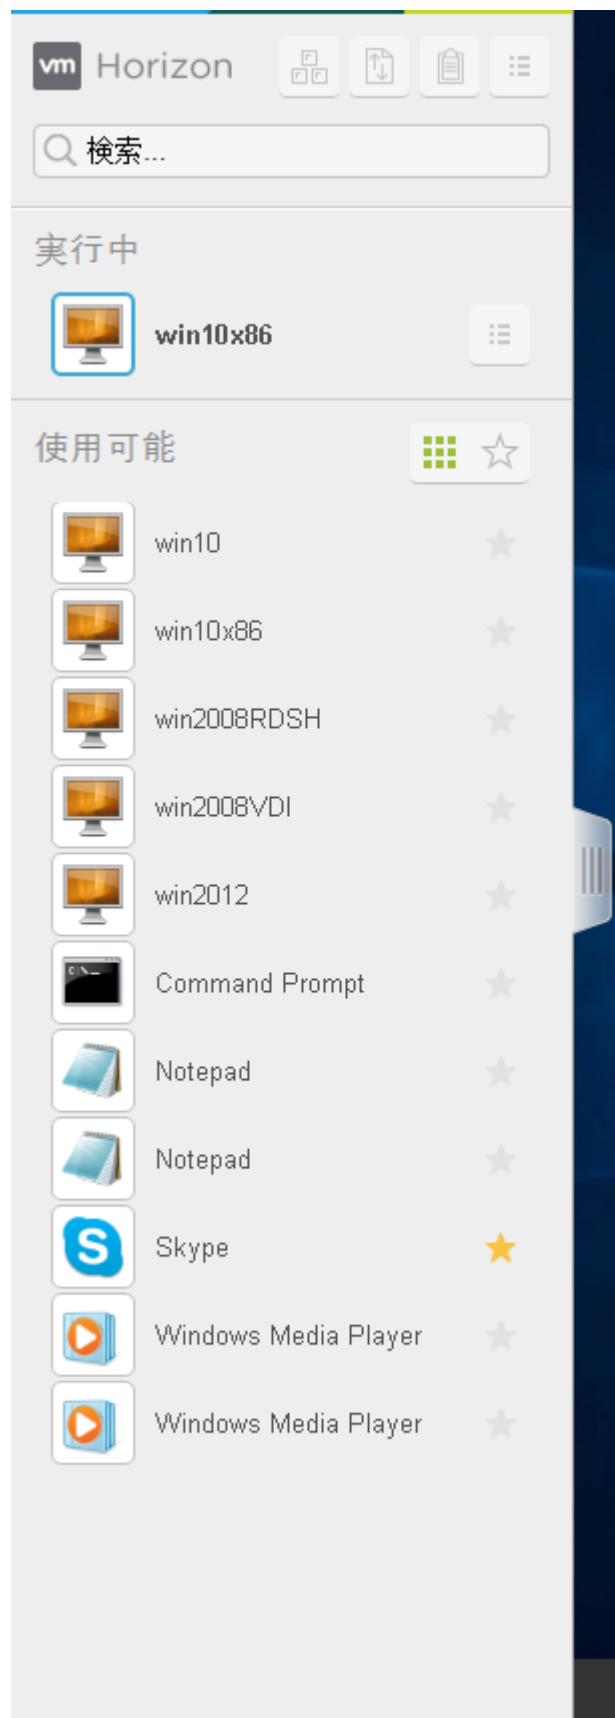 vm Horizon
検索...
実行中
win10x86
使用可能
win10
win10x86
win2008RDSH
win2008VDI
win2012
Command Prompt
Notepad
Notepad
Skype
Windows Media Player
Windows Media Player